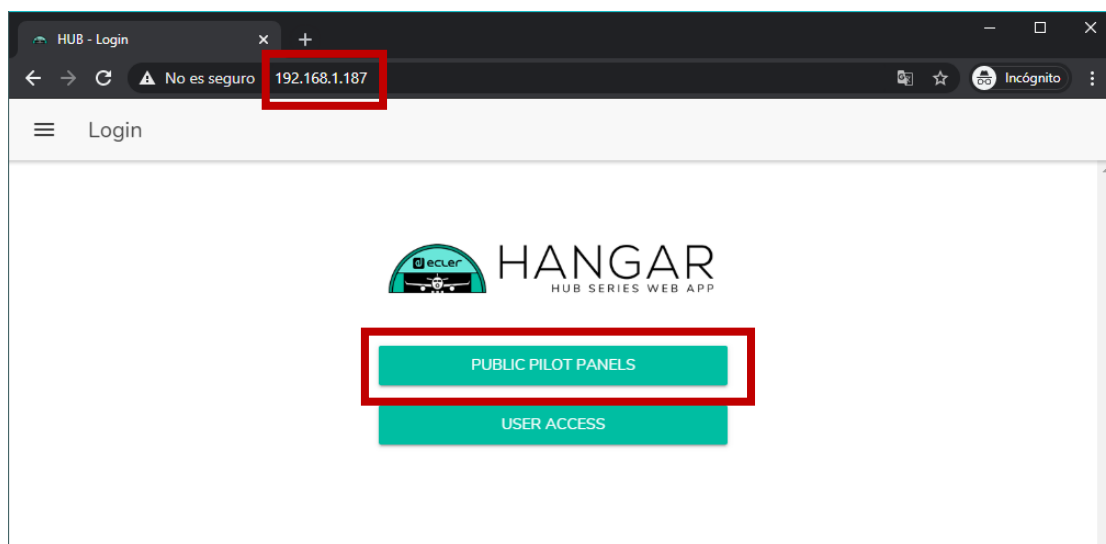 HUB - Login
No es seguro 192.168.1.187 Incógnito
Login
ecler HANGAR
HUB SERIES WEB APP
PUBLIC PILOT PANELS
USER ACCESS